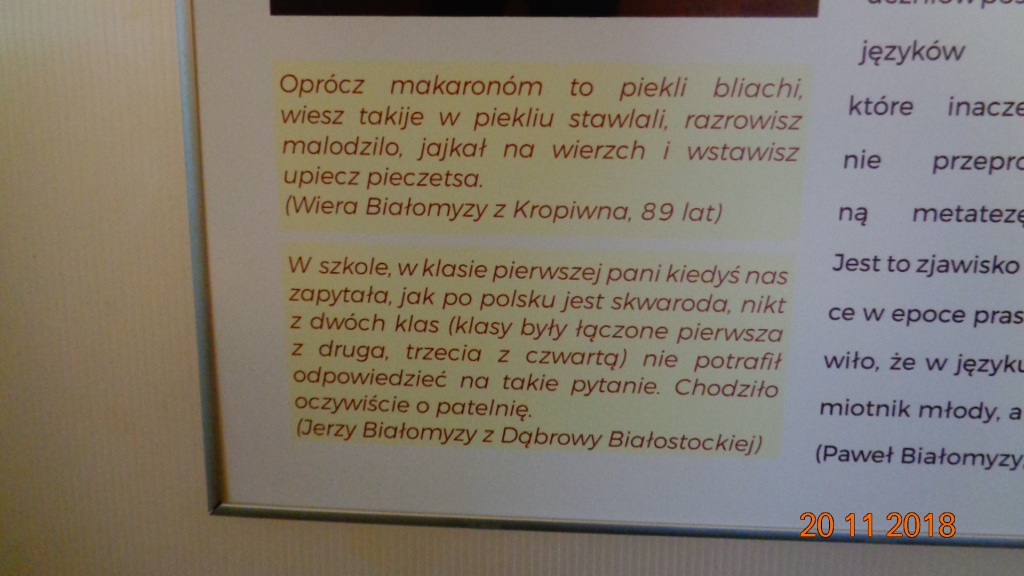 Oprócz makaronóm to piekli bliachi,
wiesz takije w piekliu stawlali, razrowisz
malodzilo, jajkał na wierzch i wstawisz
upiecz pieczetsa.
(Wiera Białomyzy z Kropiwna, 89 lat)
W szkole, w klasie pierwszej pani kiedyś nas
zapytała, jak po polsku jest skwaroda, nikt
z dwóch klas (klasy były łączone pierwsza
z druga, trzecia z czwartą) nie potrafił
odpowiedzieć na takie pytanie. Chodziło
oczywiście o patelnię.
(Jerzy Białomyzy z Dąbrowy Białostockiej)
języków
które inacze
nie przepro
ną metatezę
Jest to zjawisko
ce w epoce pras
wiło, że w języku
miotnik młody, a
(Paweł Białomyzy,
20 11 2018